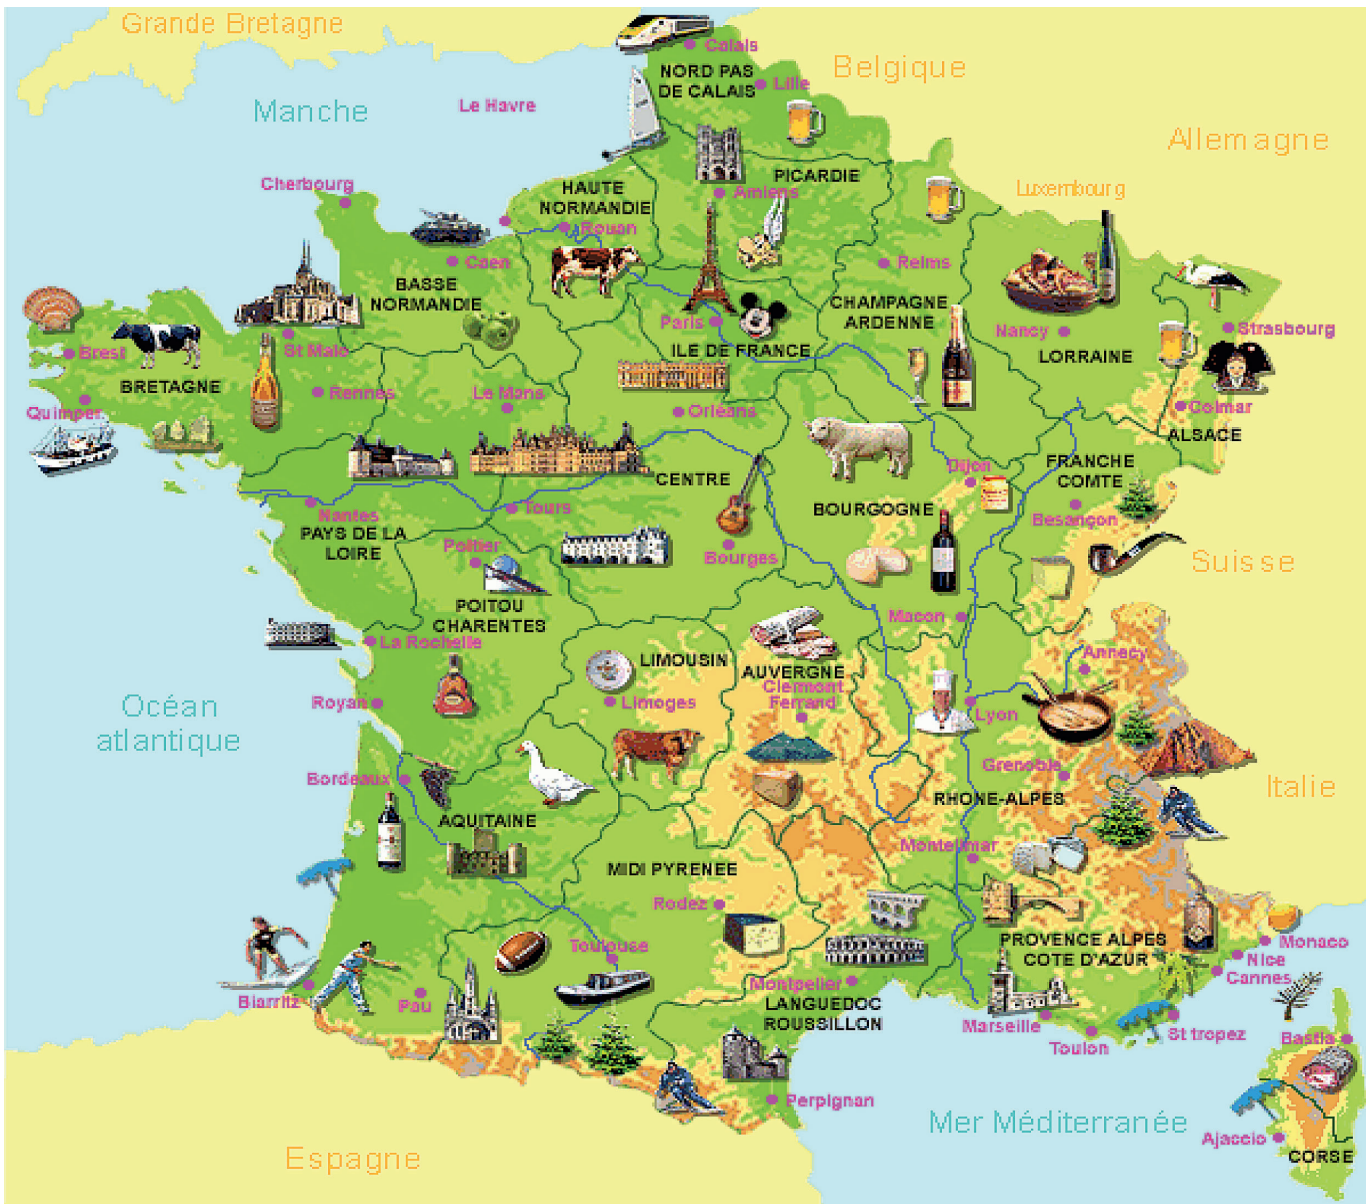 Grande Bretagne
Calais
Belgique
NORD PAS
DE CALAIS
Lille
Manche
Le Havre
Allemagne
PICARDIE
Cherbourg
HAUTE
NORMANDIE
Amiens
Luxembourg
Rouan
Caen
Reims
BASSE
NORMANDIE
CHAMPAGNE
ARDENNE
Paris
Nancy
Strasbourg
St Malo
Brest
ILE DE FRANCE
LORRAINE
BRETAGNE
Rennes
Le Mans
Quimper
Orléans
Colmar
ALSACE
Dijon
FRANCHE
COMTE
CENTRE
Nantes
Tours
BOURGOGNE
Besançon
PAYS DE LA
LOIRE
Poitier
Bourges
Suisse
POITOU
CHARENTES
Macon
La Rochelle
LIMOUSIN
AUVERGNE
Annecy
Clermont
Ferrand
Royan
Limoges
Lyon
Océan
atlantique
Bordeaux
Grenoble
Italie
RHONE-ALPES
AQUITAINE
Montelimar
MIDI PYRENEE
Rodez
Toulouse
PROVENCE ALPES
COTE D'AZUR
Monaco
Nice
Cannes
Biarritz
Pau
Montpelier
LANGUEDOC
ROUSSILLON
Marseille
Toulon
St tropez
Bastia
Perpignan
Mer Méditerranée
Ajaccio
Espagne
CORSE